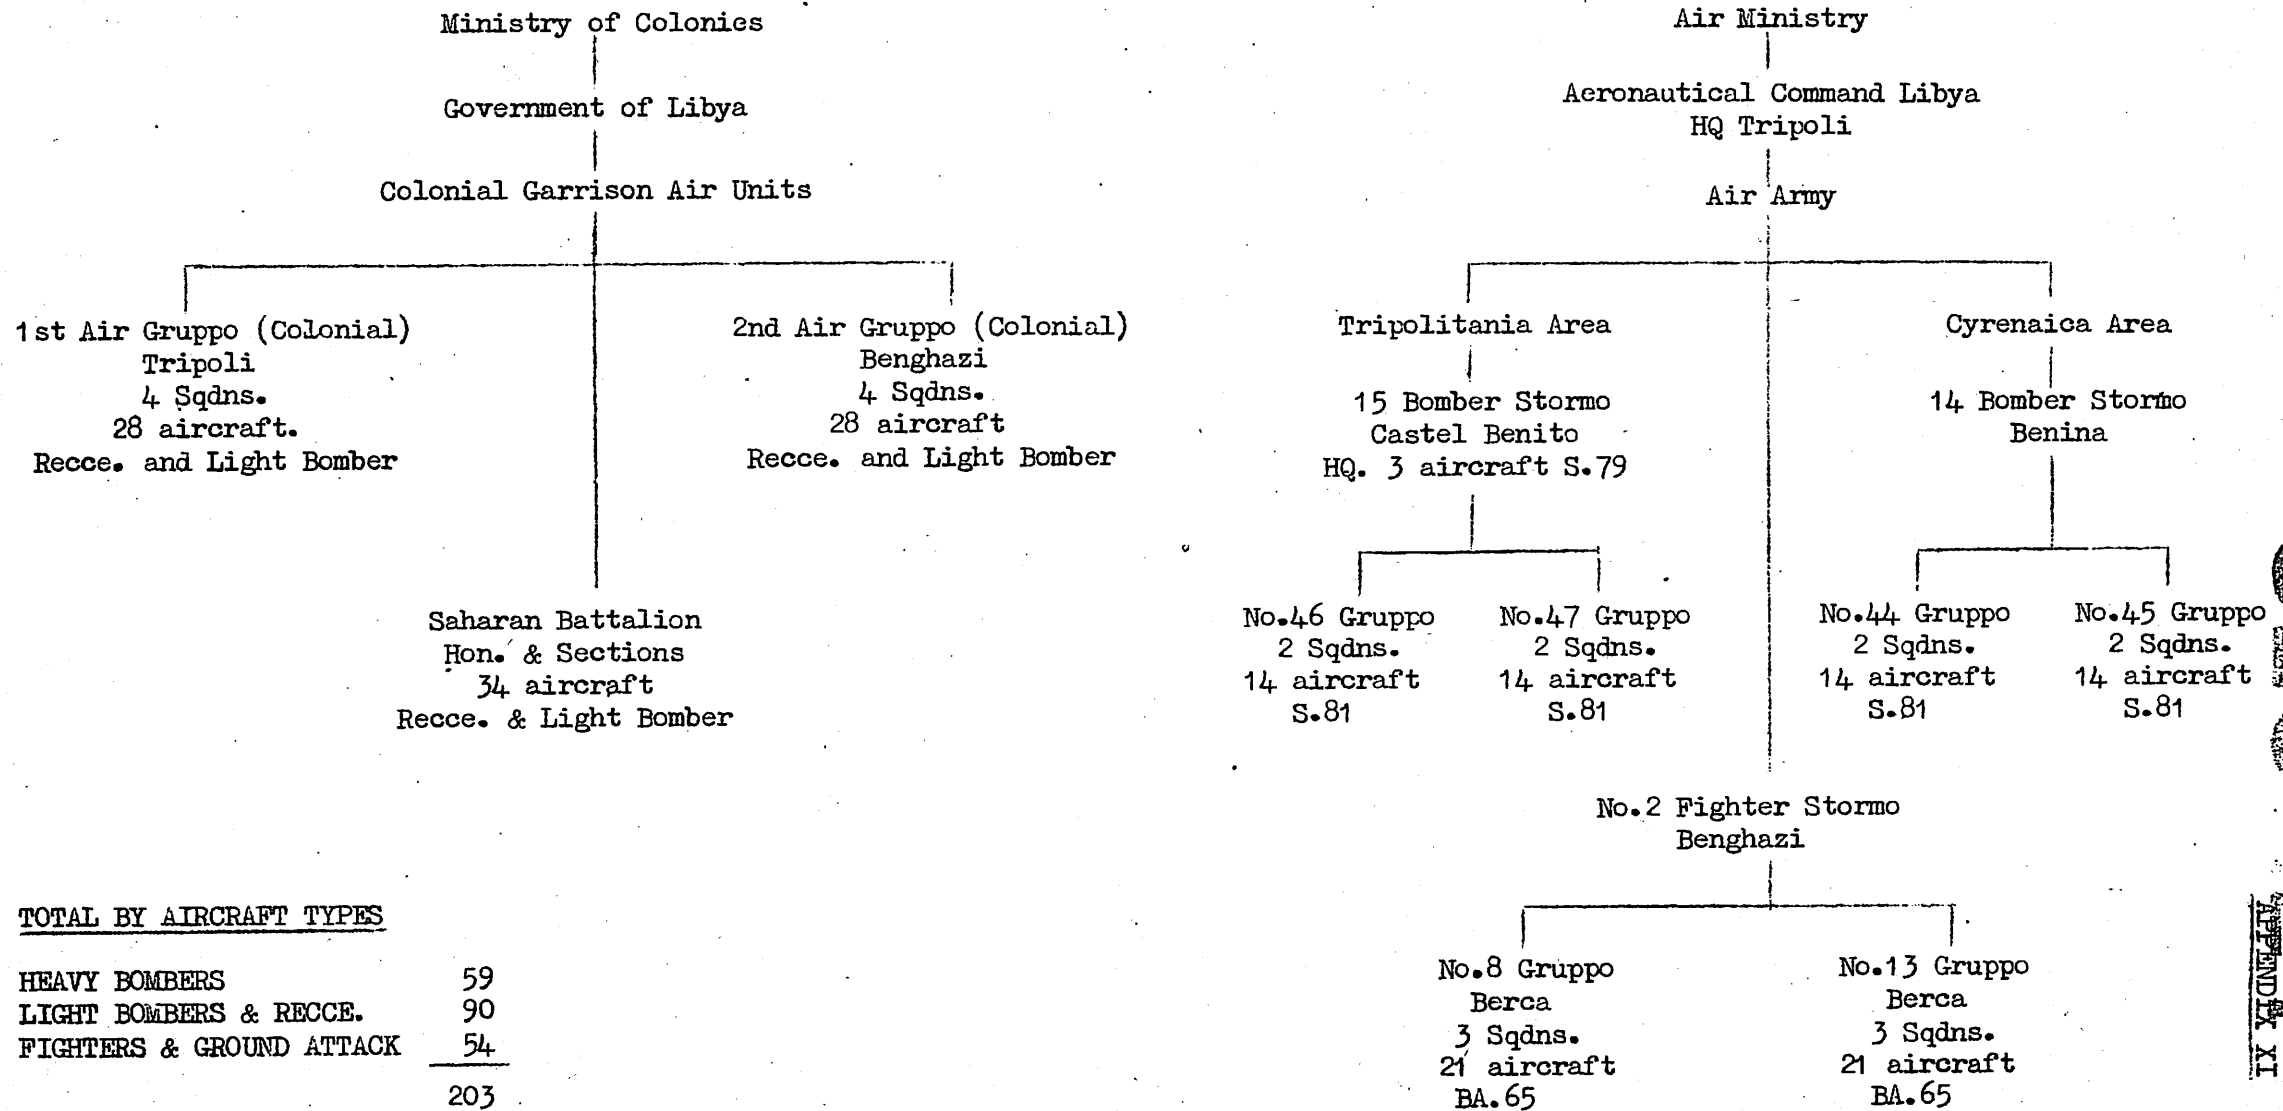 Ministry of Colonies
Government of Libya
Colonial Garrison Air Units
1st Air Gruppo (Colonial)
Tripoli
4 Sqdns.
28 aircraft.
Recce. and Light Bomber
2nd Air Gruppo (Colonial)
Benghazi
4 Sqdns.
28 aircraft
Recce. and Light Bomber
Saharan Battalion
Hon. & Sections
34 aircraft
Recce. & Light Bomber
Air Ministry
Aeronautical Command Libya
HQ Tripoli
Air Army
Tripolitania Area
15 Bomber Stormo
Castel Benito
HQ. 3 aircraft S.79
Cyrenaica Area
14 Bomber Stormo
Benina
No.46 Gruppo
2 Sqdns.
14 aircraft
S.81
No.47 Gruppo
2 Sqdns.
14 aircraft
S.81
No.44 Gruppo
2 Sqdns.
14 aircraft
S.81
No.45 Gruppo
2 Sqdns.
14 aircraft
S.81
No.2 Fighter Stormo
Benghazi
No.8 Gruppo
Berca
3 Sqdns.
21 aircraft
BA.65
No.13 Gruppo
Berca
3 Sqdns.
21 aircraft
BA.65
TOTAL BY AIRCRAFT TYPES
HEAVY BOMBERS 59
LIGHT BOMBERS & RECCE. 90
FIGHTERS & GROUND ATTACK 54
203
APPENDIX XI